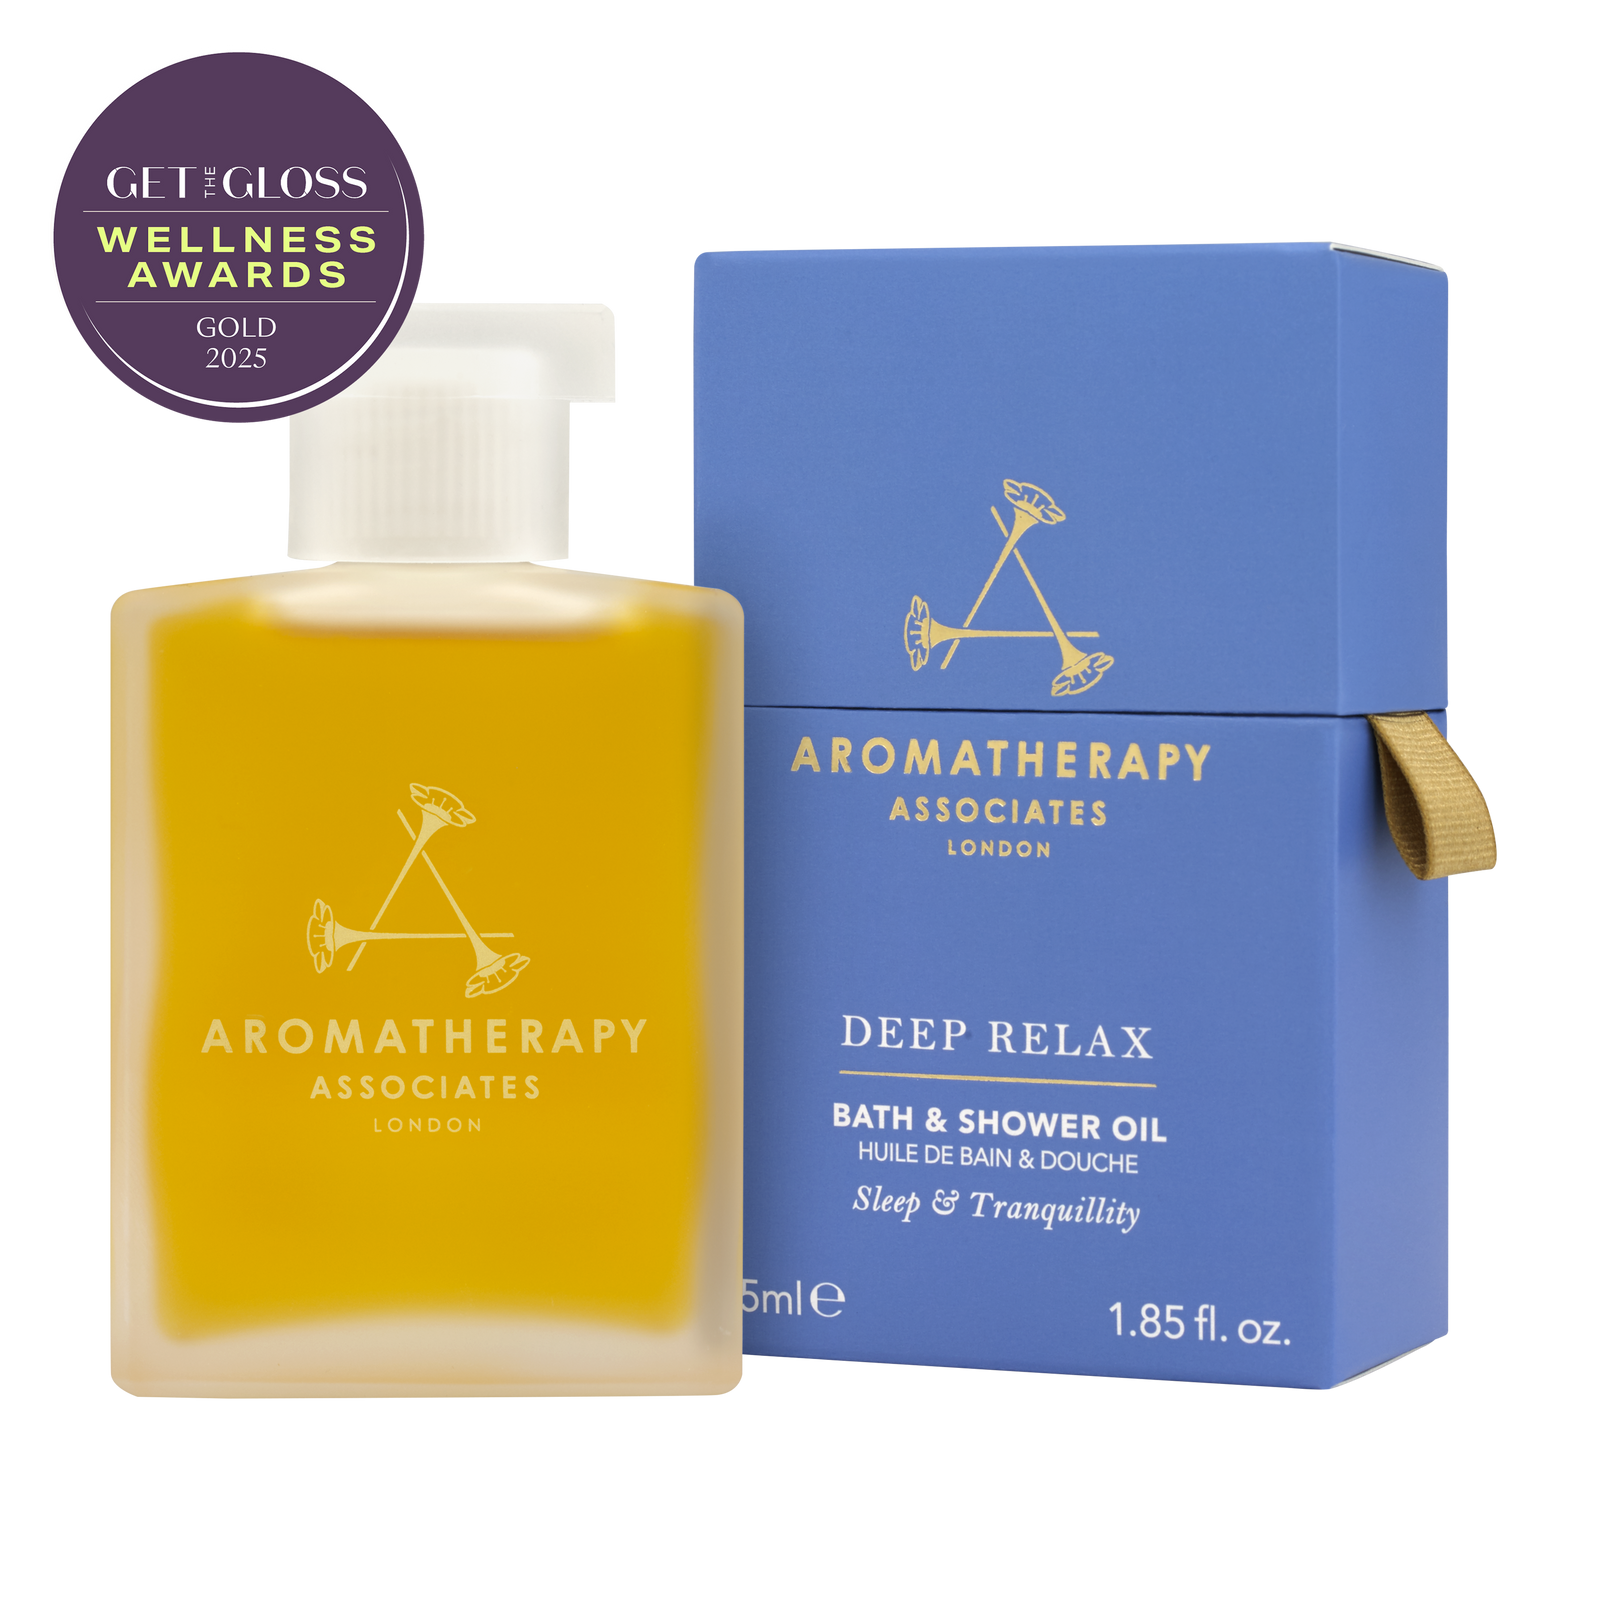 GET THE GLOSS
WELLNESS
AWARDS
GOLD
2025
AROMATHERAPY
ASSOCIATES
LONDON
AROMATHERAPY
ASSOCIATES
LONDON
DEEP RELAX
BATH & SHOWER OIL
HUILE DE BAIN & DOUCHE
Sleep & Tranquillity
5ml ℮
1.85 fl. oz.